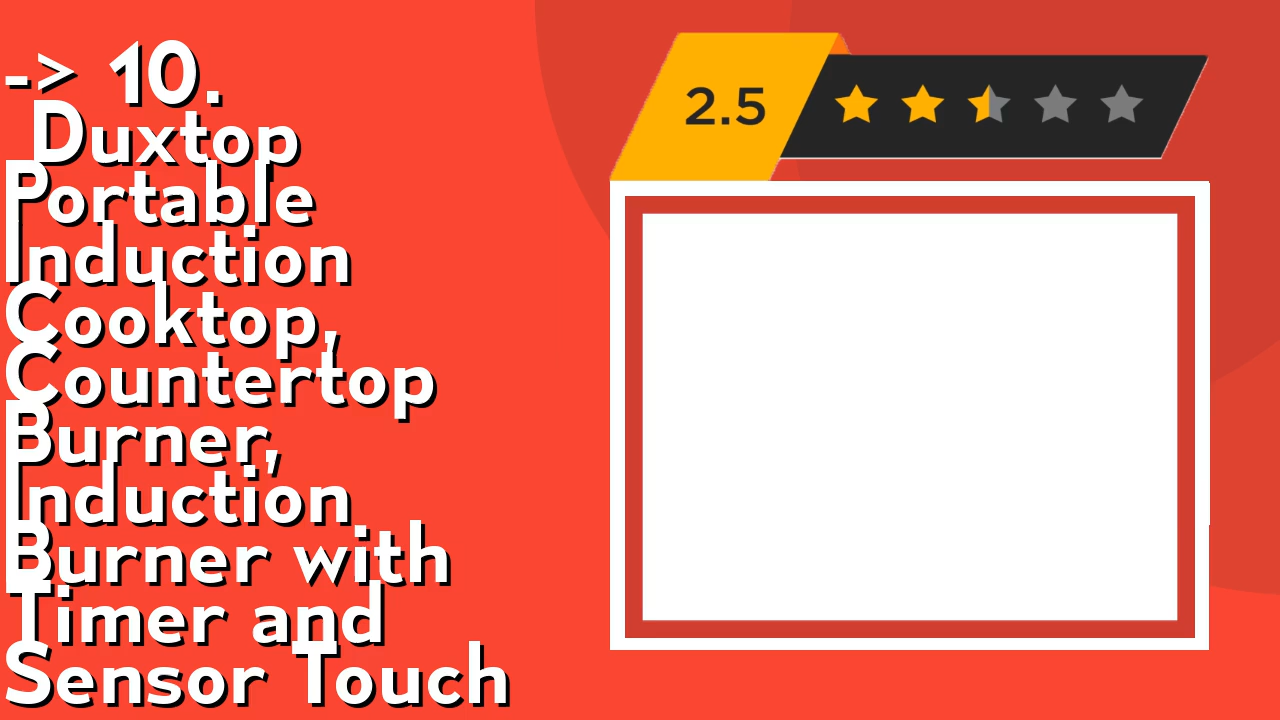 -> 10.
Duxtop
Portable
Induction
Cooktop,
Countertop
Burner,
Induction
Burner with
Timer and
Sensor Touch
2.5